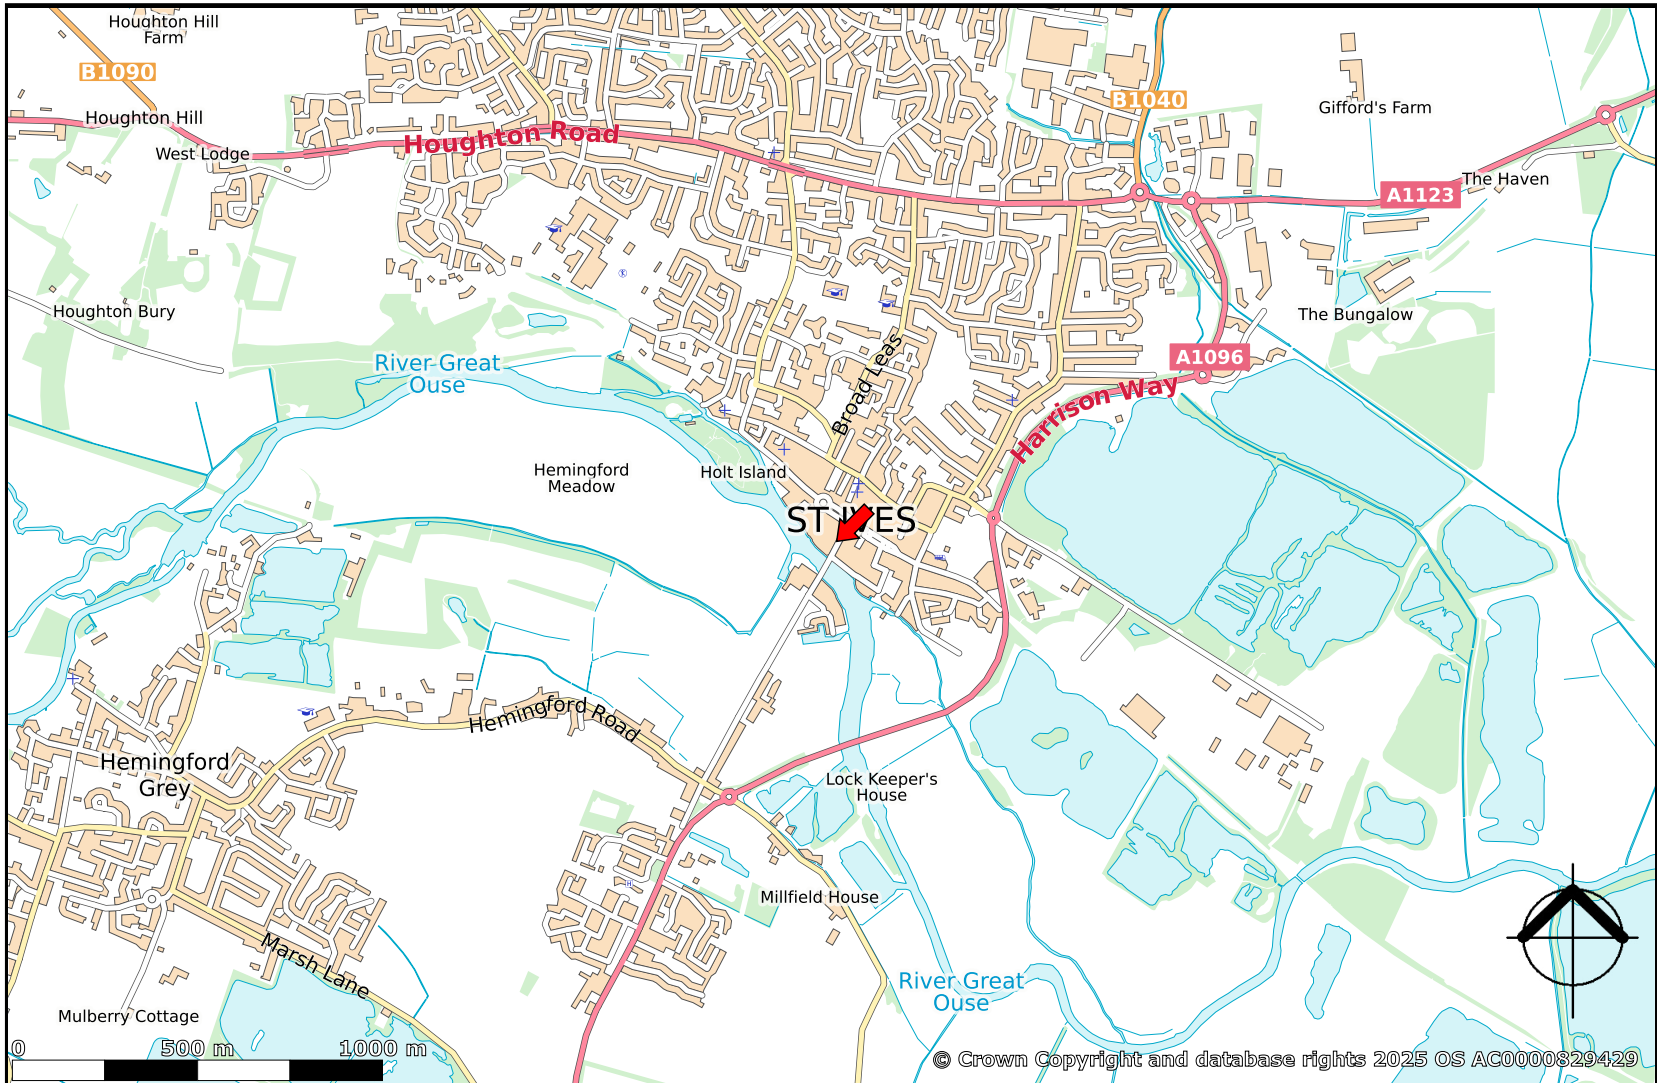 Houghton Hill
Farm
B1090
B1040
Gifford's Farm
Houghton Hill
Houghton Road
West Lodge
The Haven
A1123
Houghton Bury
The Bungalow
River Great
Ouse
A1096
Broad Leas
Harrison Way
Hemingford
Meadow
Holt Island
ST IVES
Hemingford Road
Hemingford
Grey
Lock Keeper's
House
Millfield House
H
Marsh Lane
River Great
Ouse
Mulberry Cottage
0 500 m 1000 m
© Crown Copyright and database rights 2025 OS AC0000829429